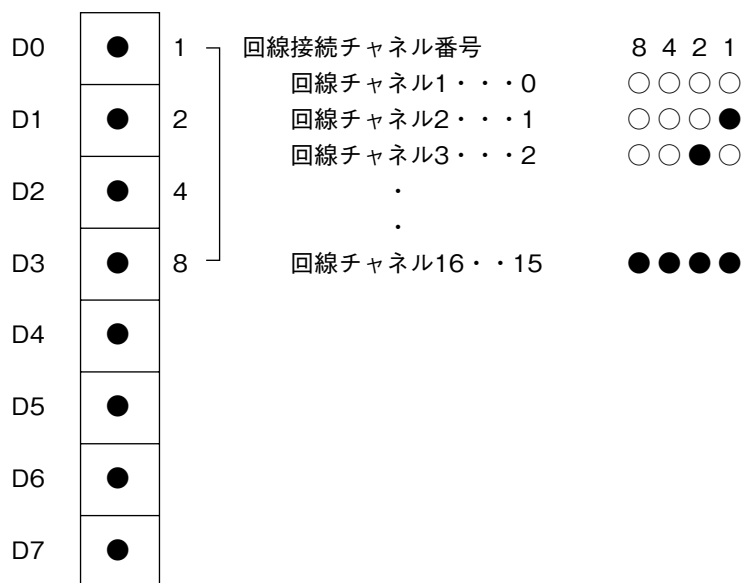 D0 ● 1 回線接続チャネル番号 8 4 2 1
回線チャネル1・・・0 ○○○○
D1 ● 2 回線チャネル2・・・1 ○○○●
回線チャネル3・・・2 ○○●○
D2 ● 4 ・
・
D3 ● 8 回線チャネル16・・15 ●●●●
D4 ●
D5 ●
D6 ●
D7 ●